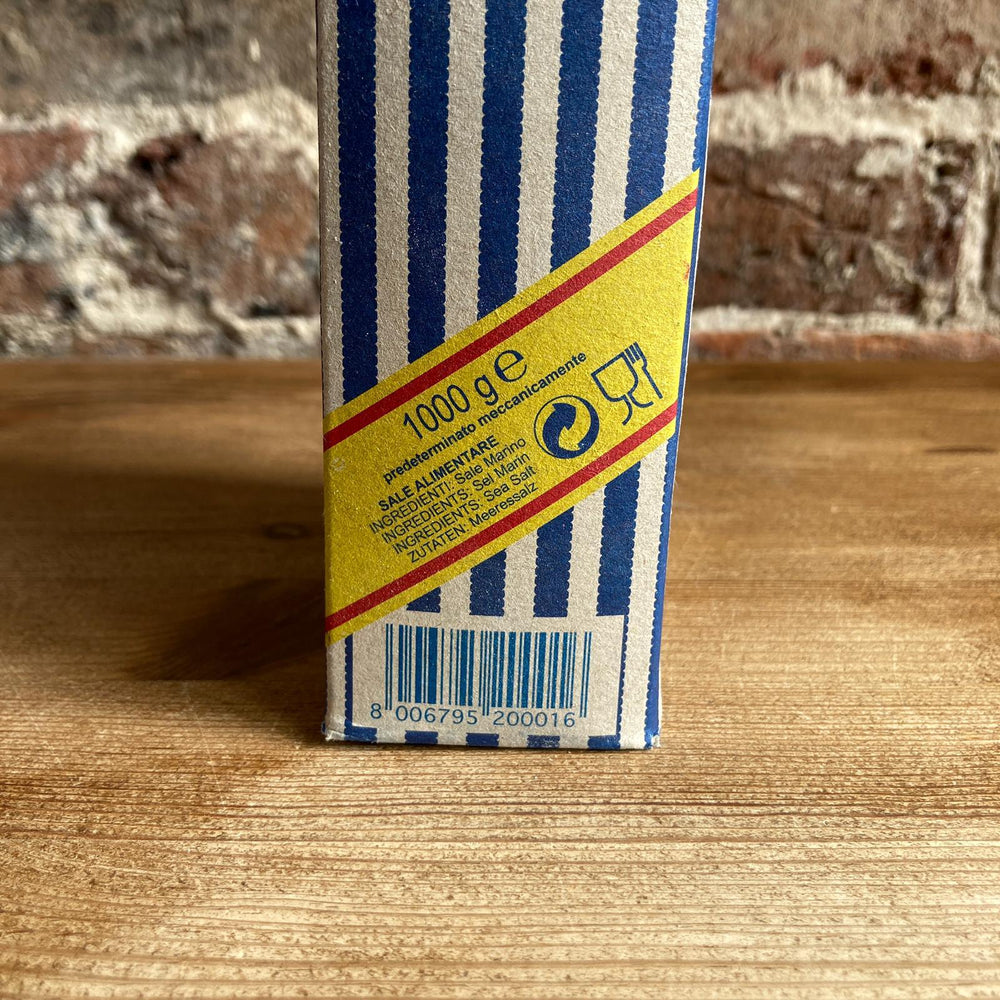 1000 g e
predeterminato meccanicamente
SALE ALIMENTARE
INGREDIENTI: Sale Marino
INGREDIENTS: Sel Marin
INGREDIENTS: Sea Salt
ZUTATEN: Meeressalz
8 006795 200016